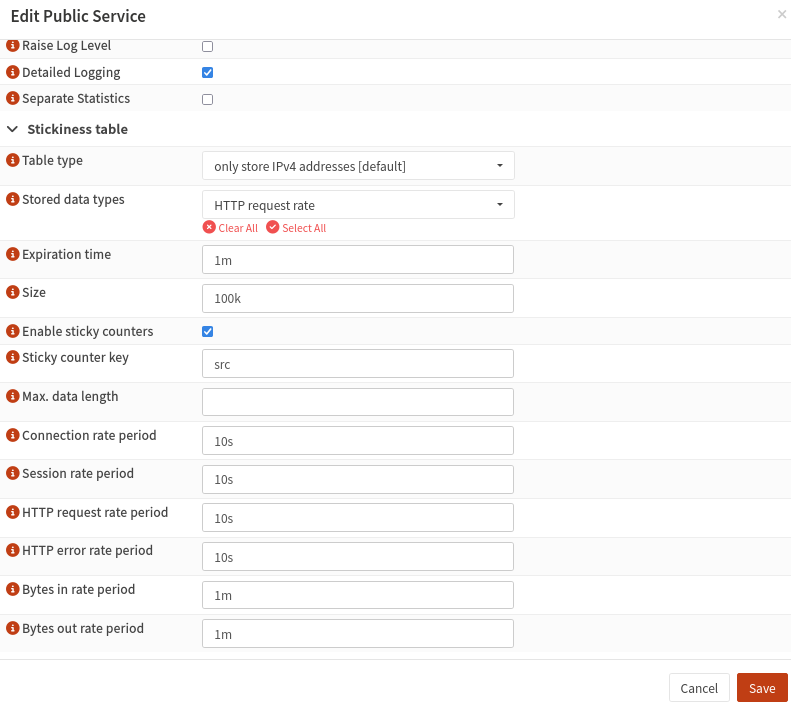 Edit Public Service
×
Raise Log Level
Detailed Logging
Separate Statistics
Stickiness table
Table type
only store IPv4 addresses [default]
Stored data types
HTTP request rate
Clear All Select All
Expiration time
1m
Size
100k
Enable sticky counters
Sticky counter key
src
Max. data length
Connection rate period
10s
Session rate period
10s
HTTP request rate period
10s
HTTP error rate period
10s
Bytes in rate period
1m
Bytes out rate period
1m
Cancel Save